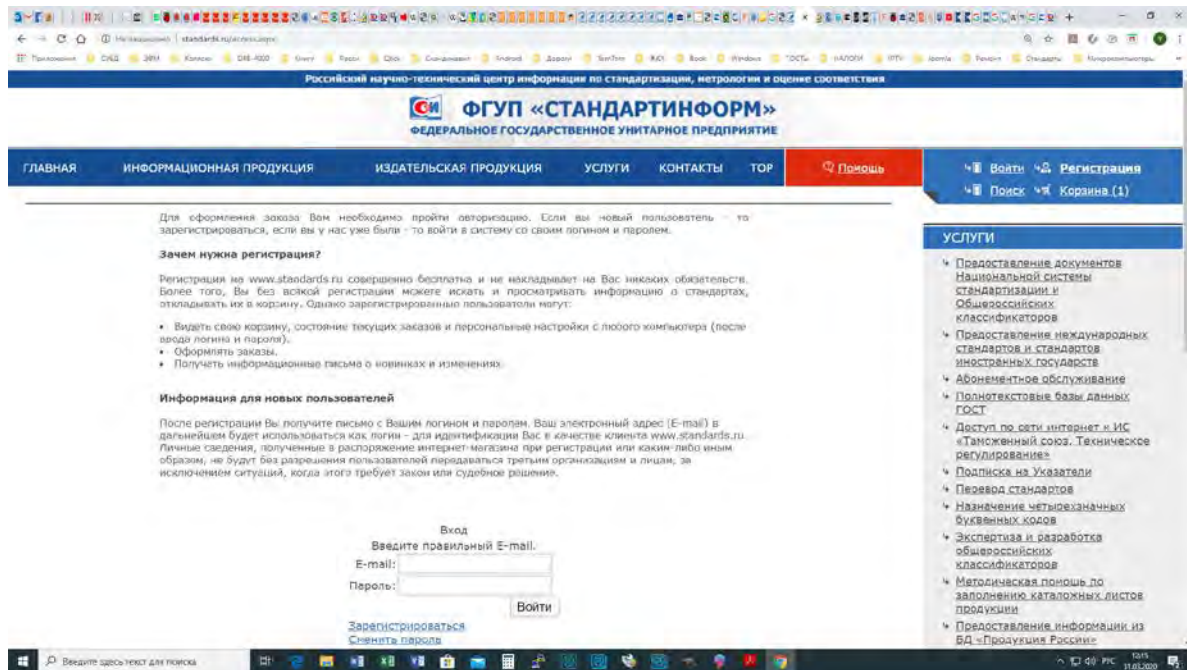 standards.ru/access.aspx
Российский научно-технический центр информации по стандартизации, метрологии и оценке соответствия
СИ
ФГУП «СТАНДАРТИНФОРМ»
ФЕДЕРАЛЬНОЕ ГОСУДАРСТВЕННОЕ УНИТАРНОЕ ПРЕДПРИЯТИЕ
ГЛАВНАЯ ИНФОРМАЦИОННАЯ ПРОДУКЦИЯ ИЗДАТЕЛЬСКАЯ ПРОДУКЦИЯ УСЛУГИ КОНТАКТЫ TOP Помощь
Войти Регистрация
Поиск Корзина (1)
Для оформления заказа Вам необходимо пройти авторизацию. Если вы новый пользователь - то
зарегистрироваться, если вы у нас уже были - то войти в систему со своим логином и паролем.
Зачем нужна регистрация?
Регистрация на www.standards.ru совершенно бесплатна и не накладывает на Вас никаких обязательств.
Более того, Вы без всякой регистрации можете искать и просматривать информацию о стандартах,
откладывать их в корзину. Однако зарегистрированные пользователи могут:
• Видеть свою корзину, состояние текущих заказов и персональные настройки с любого компьютера (после
ввода логина и пароля).
• Оформлять заказы.
• Получать информационные письма о новинках и изменениях.
Информация для новых пользователей
После регистрации Вы получите письмо с Вашим логином и паролем. Ваш электронный адрес (E-mail) в
дальнейшем будет использоваться как логин - для идентификации Вас в качестве клиента www.standards.ru.
Личные сведения, полученные в распоряжение интернет-магазина при регистрации или каким-либо иным
образом, не будут без разрешения пользователей передаваться третьим организациям и лицам, за
исключением ситуаций, когда этого требует закон или судебное решение.
Вход
Введите правильный E-mail.
E-mail:
Пароль:
Войти
Зарегистрироваться
Сменить пароль
УСЛУГИ
Предоставление документов
Национальной системы
стандартизации и
Общероссийских
классификаторов
Предоставление международных
стандартов и стандартов
иностранных государств
Абонементное обслуживание
Полнотекстовые базы данных
ГОСТ
Доступ по сети интернет к ИС
«Таможенный союз. Техническое
регулирование»
Подписка на Указатели
Перевод стандартов
Назначение четырехзначных
буквенных кодов
Экспертиза и разработка
общероссийских
классификаторов
Методическая помощь по
заполнению каталожных листов
продукции
Предоставление информации из
БД «Продукция России»
Введите здесь текст для поиска
РУС
12:15
31.03.2020